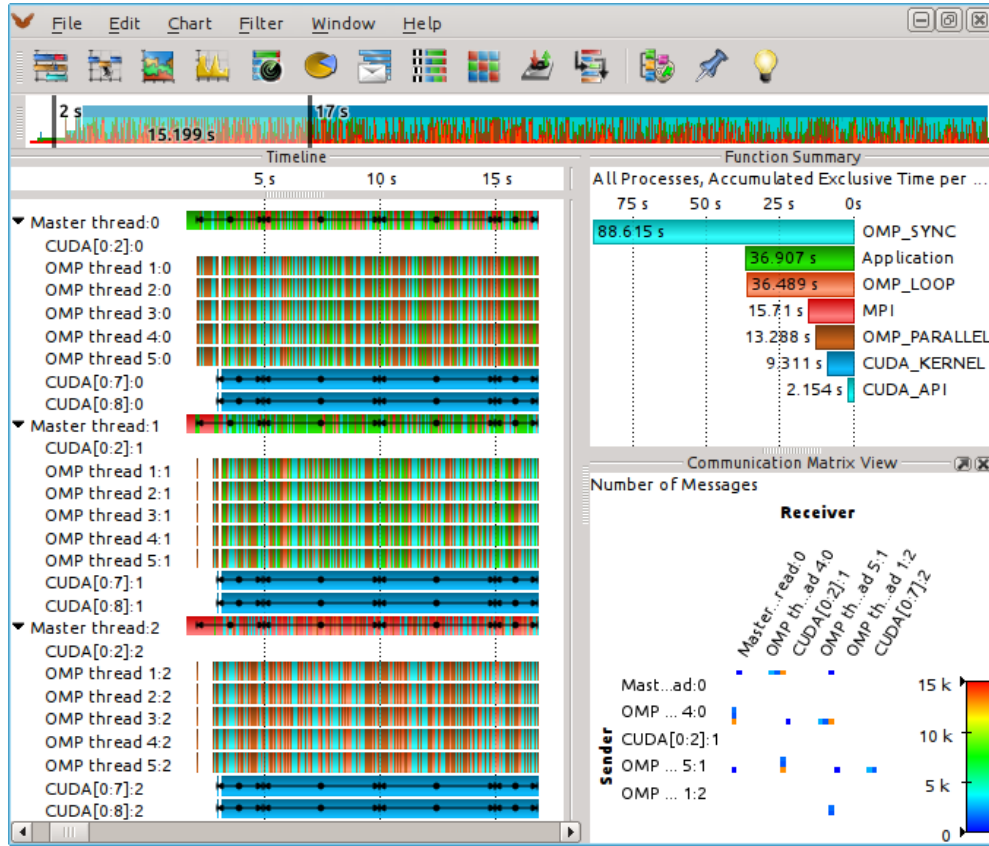 File Edit Chart Filter Window Help
2 s 17 s
15.199 s
Timeline
5 s 10 s 15 s
Master thread:0
CUDA[0:2]:0
OMP thread 1:0
OMP thread 2:0
OMP thread 3:0
OMP thread 4:0
OMP thread 5:0
CUDA[0:7]:0
CUDA[0:8]:0
Master thread:1
CUDA[0:2]:1
OMP thread 1:1
OMP thread 2:1
OMP thread 3:1
OMP thread 4:1
OMP thread 5:1
CUDA[0:7]:1
CUDA[0:8]:1
Master thread:2
CUDA[0:2]:2
OMP thread 1:2
OMP thread 2:2
OMP thread 3:2
OMP thread 4:2
OMP thread 5:2
CUDA[0:7]:2
CUDA[0:8]:2
Function Summary
All Processes, Accumulated Exclusive Time per ...
75 s 50 s 25 s 0s
88.615 s OMP_SYNC
36.907 s Application
36.489 s OMP_LOOP
15.71 s MPI
13.288 s OMP_PARALLEL
9.311 s CUDA_KERNEL
2.154 s CUDA_API
Communication Matrix View
Number of Messages
Receiver
Master...read:0
OMP th...ad 4:0
CUDA[0:2]:1
OMP th...ad 5:1
OMP th...ad 1:2
CUDA[0:7]:2
Sender
Mast...ad:0
OMP ... 4:0
CUDA[0:2]:1
OMP ... 5:1
OMP ... 1:2
15 k
10 k
5 k
0